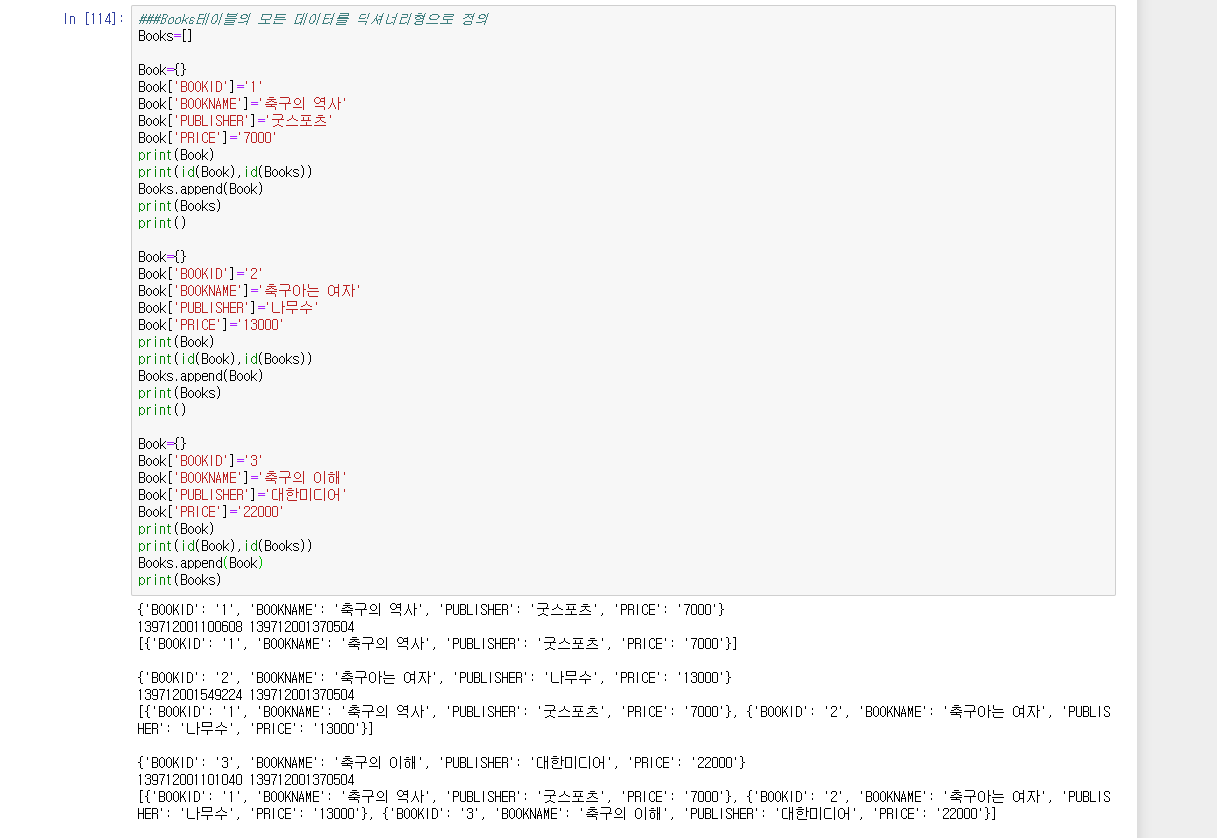 In [114]:
###Books테이블의 모든 데이터를 딕셔너리형으로 정의
Books=[]
Book={}
Book['BOOKID']='1'
Book['BOOKNAME']='축구의 역사'
Book['PUBLISHER']='굿스포츠'
Book['PRICE']='7000'
print(Book)
print(id(Book),id(Books))
Books.append(Book)
print(Books)
print()
Book={}
Book['BOOKID']='2'
Book['BOOKNAME']='축구아는 여자'
Book['PUBLISHER']='나무수'
Book['PRICE']='13000'
print(Book)
print(id(Book),id(Books))
Books.append(Book)
print(Books)
print()
Book={}
Book['BOOKID']='3'
Book['BOOKNAME']='축구의 이해'
Book['PUBLISHER']='대한미디어'
Book['PRICE']='22000'
print(Book)
print(id(Book),id(Books))
Books.append(Book)
print(Books)
{'BOOKID': '1', 'BOOKNAME': '축구의 역사', 'PUBLISHER': '굿스포츠', 'PRICE': '7000'}
139712001100608 139712001370504
[{'BOOKID': '1', 'BOOKNAME': '축구의 역사', 'PUBLISHER': '굿스포츠', 'PRICE': '7000'}]
{'BOOKID': '2', 'BOOKNAME': '축구아는 여자', 'PUBLISHER': '나무수', 'PRICE': '13000'}
139712001549224 139712001370504
[{'BOOKID': '1', 'BOOKNAME': '축구의 역사', 'PUBLISHER': '굿스포츠', 'PRICE': '7000'}, {'BOOKID': '2', 'BOOKNAME': '축구아는 여자', 'PUBLIS
HER': '나무수', 'PRICE': '13000'}]
{'BOOKID': '3', 'BOOKNAME': '축구의 이해', 'PUBLISHER': '대한미디어', 'PRICE': '22000'}
139712001101040 139712001370504
[{'BOOKID': '1', 'BOOKNAME': '축구의 역사', 'PUBLISHER': '굿스포츠', 'PRICE': '7000'}, {'BOOKID': '2', 'BOOKNAME': '축구아는 여자', 'PUBLIS
HER': '나무수', 'PRICE': '13000'}, {'BOOKID': '3', 'BOOKNAME': '축구의 이해', 'PUBLISHER': '대한미디어', 'PRICE': '22000'}]